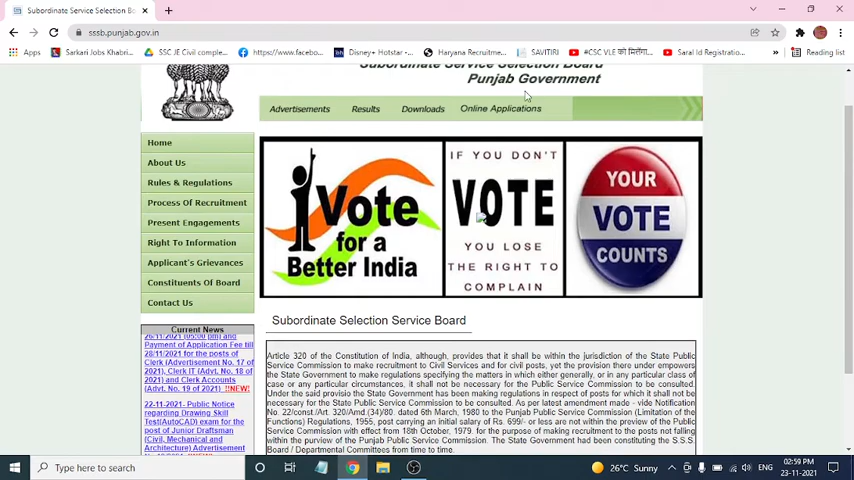 Subordinate Service Selection Bo
sssb.punjab.gov.in
Apps
Sarkari Jobs Khabri...
SSC JE Civil comple...
https://www.facebo...
Disney+ Hotstar -...
Haryana Recruitme...
SAVITIRI
#CSC VLE को मिलेगा...
Saral Id Registratio...
Reading list
Subordinate Service Selection Board
Punjab Government
Advertisements
Results
Downloads
Online Applications
Home
About Us
Rules & Regulations
Process Of Recruitment
Present Engagements
Right To Information
Applicant's Grievances
Constituents Of Board
Contact Us
Vote
for a
Better India
IF YOU DON'T
VOTE
YOU LOSE
THE RIGHT TO
COMPLAIN
YOUR
VOTE
COUNTS
Current News
26/11/2021 (05:00 pm) and
Payment of Application Fee till
28/11/2021 for the posts of
Clerk (Advertisement No. 17 of
2021), Clerk IT (Advt. No. 18 of
2021) and Clerk Accounts
(Advt. No. 19 of 2021) !!NEW!
22-11-2021- Public Notice
regarding Drawing Skill
Test(AutoCAD) exam for the
post of Junior Draftsman
(Civil, Mechanical and
Architecture) Advertisement
Subordinate Selection Service Board
Article 320 of the Constitution of India, although, provides that it shall be within the jurisdiction of the State Public
Service Commission to make recruitment to Civil Services and for civil posts, yet the provision there under empowers
the State Government to make regulations specifying the matters in which either generally, or in any particular class of
case or any particular circumstances, it shall not be necessary for the Public Service Commission to be consulted.
Under the said provisio the State Government has been making regulations in respect of posts for which it shall not be
necessary for the State Public Service Commission to be consulted. As per latest amendment made - vide Notification
No. 22/const./Art. 320/Amd.(34)/80. dated 6th March, 1980 to the Punjab Public Service Commission (Limitation of the
Functions) Regulations, 1955, post carrying an initial salary of Rs. 699/- or less are not within the preview of the Public
Service Commission with effect from 18th October, 1979. for the purpose of making recruitment to the posts not falling
within the purview of the Punjab Public Service Commission. The State Government had been constituting the S.S.S.
Board / Departmental Committees from time to time.
Type here to search
26°C Sunny
ENG
02:59 PM
23-11-2021